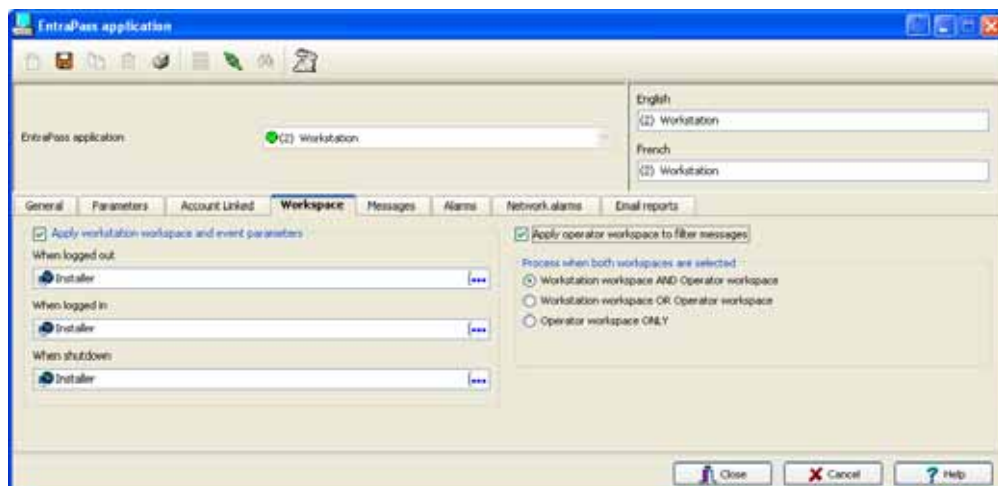 EntraPass application
English
(2) Workstation
EntraPass application
(2) Workstation
French
(2) Workstation
General Parameters Account Linked Workspace Messages Alarms Network alarms Email reports
Apply workstation workspace and event parameters
Apply operator workspace to filter messages
When logged out
Installer
Process when both workspaces are selected
Workstation workspace AND Operator workspace
When logged in
Workstation workspace OR Operator workspace
Installer
Operator workspace ONLY
When shutdown
Installer
Close Cancel Help